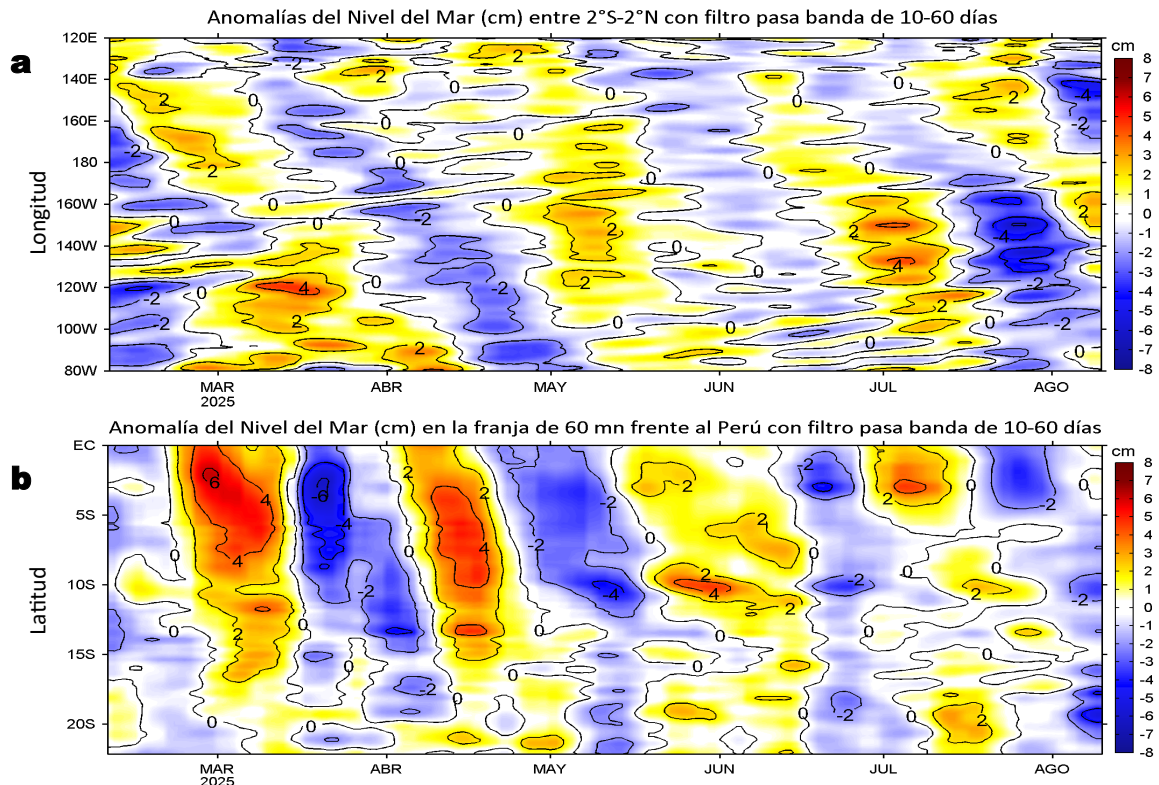 Anomalías del Nivel del Mar (cm) entre 2°S-2°N con filtro pasa banda de 10-60 días
a
Longitud
120E
140E
160E
180
160W
140W
120W
100W
80W
MAR
2025
ABR
MAY
JUN
JUL
AGO
cm
8
7
6
5
4
3
2
1
0
-1
-2
-3
-4
-5
-6
-7
-8
Anomalía del Nivel del Mar (cm) en la franja de 60 mn frente al Perú con filtro pasa banda de 10-60 días
b
Latitud
EC
5S
10S
15S
20S
MAR
2025
ABR
MAY
JUN
JUL
AGO
cm
8
7
6
5
4
3
2
1
0
-1
-2
-3
-4
-5
-6
-7
-8